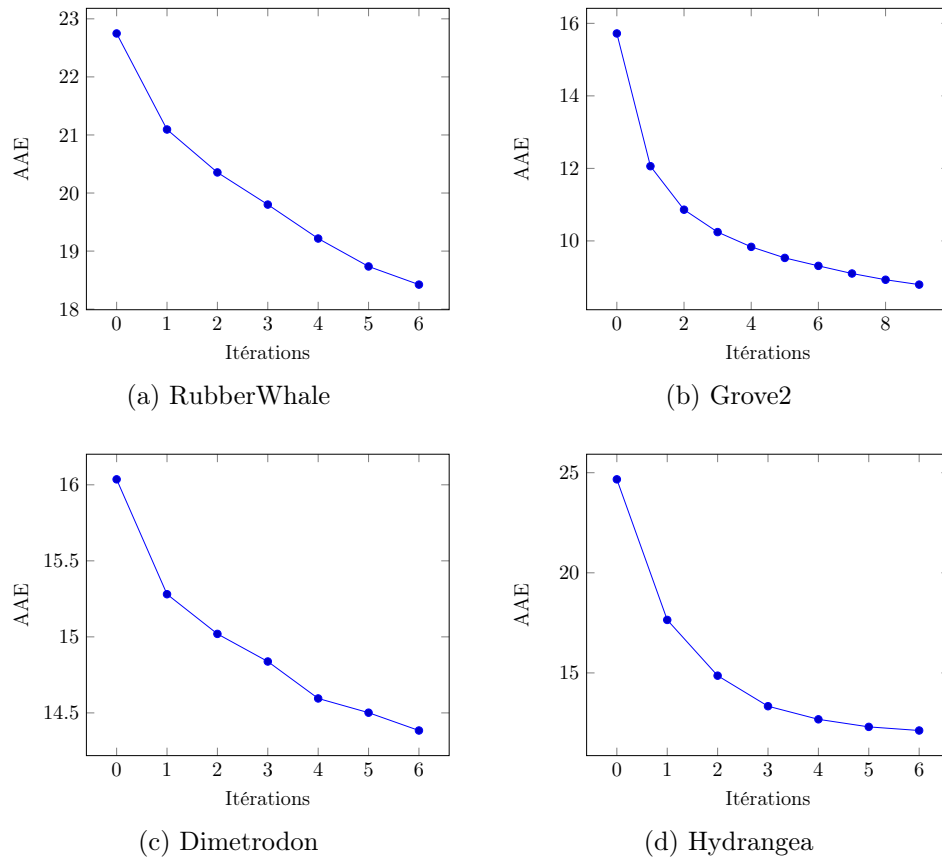 23
22
21
20
19
18
AAE
0 1 2 3 4 5 6
Itérations
(a) RubberWhale
16
14
12
10
AAE
0 2 4 6 8
Itérations
(b) Grove2
16
15.5
15
14.5
AAE
0 1 2 3 4 5 6
Itérations
(c) Dimetrodon
25
20
15
AAE
0 1 2 3 4 5 6
Itérations
(d) Hydrangea